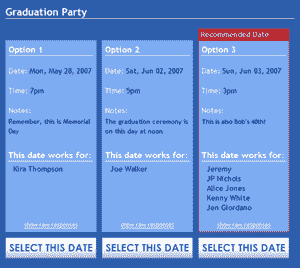 Graduation Party
Recommended Date
Option 1
Date: Mon, May 28, 2007
Time: 7pm
Notes:
Remember, this is Memorial
Day
This date works for:
Kira Thompson
show raw responses
SELECT THIS DATE
Option 2
Date: Sat, Jun 02, 2007
Time: 5pm
Notes:
The graduation ceremony is
on this day at noon
This date works for:
Joe Walker
show raw responses
SELECT THIS DATE
Option 3
Date: Sun, Jun 03, 2007
Time: 3pm
Notes:
This is also Bob's 40th!
This date works for:
Jeremy
JP Nichols
Alice Jones
Kenny White
Jen Giordano
show raw responses
SELECT THIS DATE